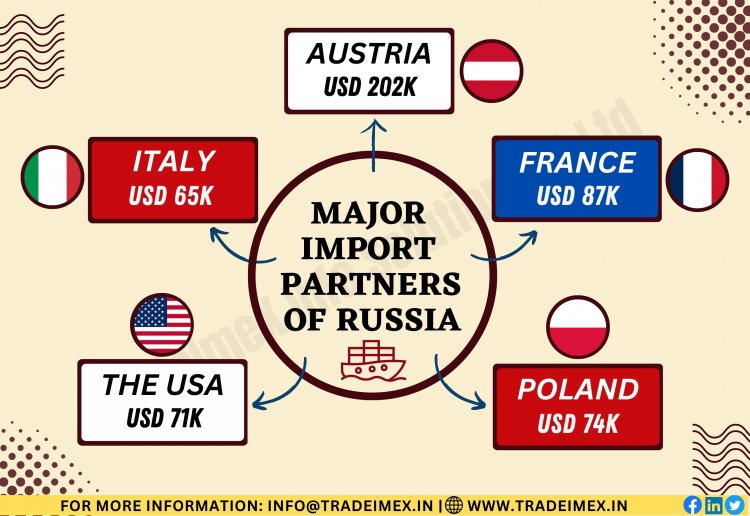 AUSTRIA
USD 202K
ITALY
USD 65K
FRANCE
USD 87K
MAJOR
IMPORT
PARTNERS
OF RUSSIA
THE USA
USD 71K
POLAND
USD 74K
FOR MORE INFORMATION: INFO@TRADEIMEX.IN | WWW.TRADEIMEX.IN